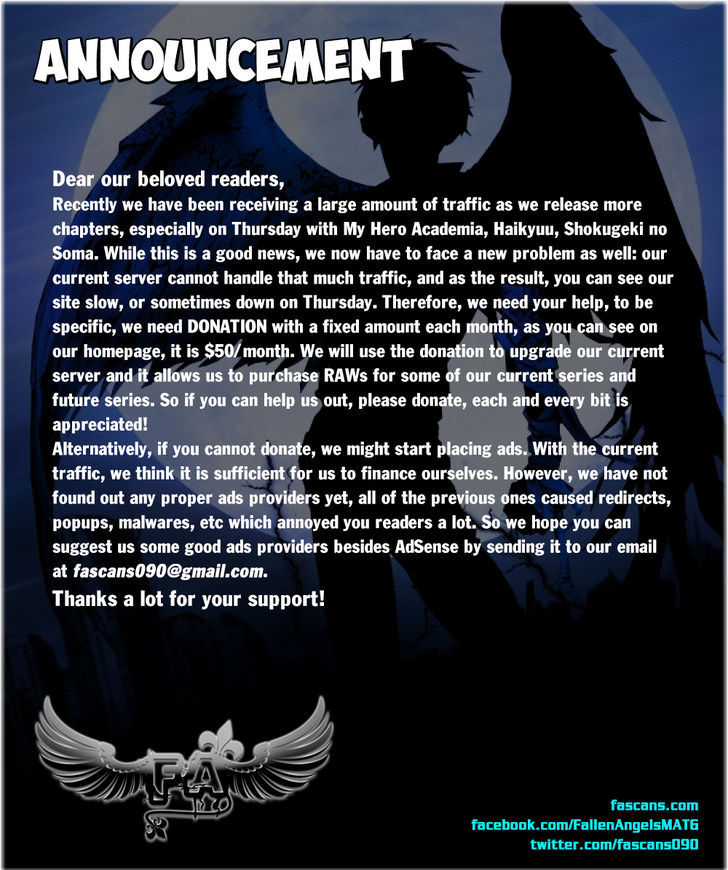 ANNOUNCEMENT
Dear our beloved readers,
Recently we have been receiving a large amount of traffic as we release more
chapters, especially on Thursday with My Hero Academia, Haikyuu, Shokugeki no
Soma. While this is a good news, we now have to face a new problem as well: our
current server cannot handle that much traffic, and as the result, you can see our
site slow, or sometimes down on Thursday. Therefore, we need your help, to be
specific, we need DONATION with a fixed amount each month, as you can see on
our homepage, it is $50/month. We will use the donation to upgrade our current
server and it allows us to purchase RAWs for some of our current series and
future series. So if you can help us out, please donate, each and every bit is
appreciated!
Alternatively, if you cannot donate, we might start placing ads. With the current
traffic, we think it is sufficient for us to finance ourselves. However, we have not
found out any proper ads providers yet, all of the previous ones caused redirects,
popups, malwares, etc which annoyed you readers a lot. So we hope you can
suggest us some good ads providers besides AdSense by sending it to our email
at fascans090@gmail.com.
Thanks a lot for your support!
FA
fascans.com
facebook.com/FallenAngelsMAT6
twitter.com/fascans090